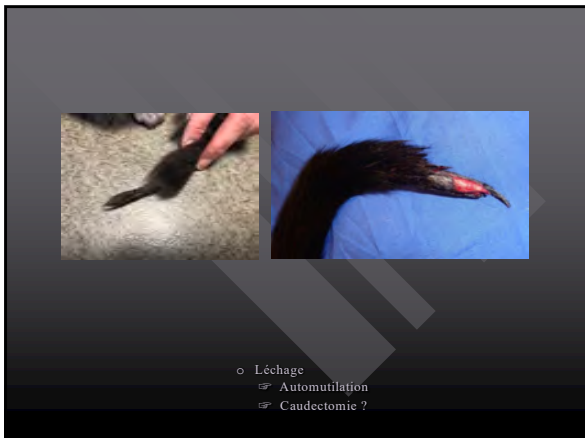 o Léchage
☞ Automutilation
☞ Caudectomie ?